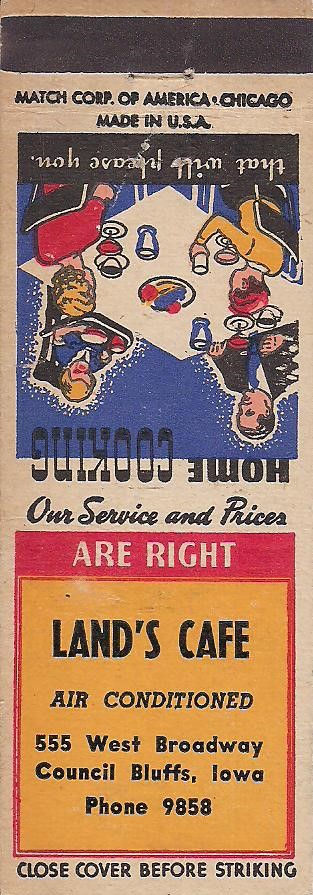 MATCH CORP. OF AMERICA • CHICAGO
MADE IN U.S.A.
HOME COOKING
that will please you.
Our Service and Prices
ARE RIGHT
LAND'S CAFE
AIR CONDITIONED
555 West Broadway
Council Bluffs, Iowa
Phone 9858
CLOSE COVER BEFORE STRIKING